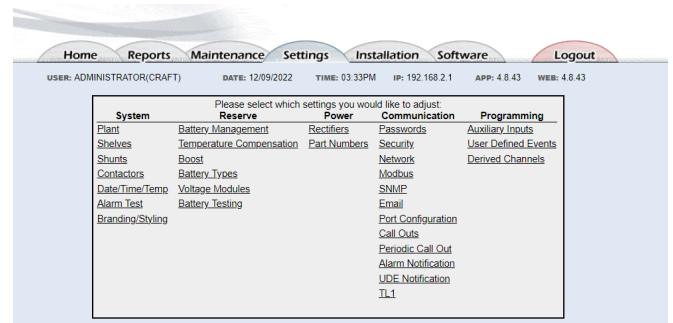 Home Reports Maintenance Settings Installation Software Logout
USER: ADMINISTRATOR(CRAFT) DATE: 12/09/2022 TIME: 03:33PM IP: 192.168.2.1 APP: 4.8.43 WEB: 4.8.43
Please select which settings you would like to adjust:
System Reserve Power Communication Programming
Plant Battery Management Rectifiers Passwords Auxiliary Inputs
Shelves Temperature Compensation Part Numbers Security User Defined Events
Shunts Boost Network Derived Channels
Contactors Battery Types Modbus
Date/Time/Temp Voltage Modules SNMP
Alarm Test Battery Testing Email
Branding/Styling Port Configuration
Call Outs
Periodic Call Out
Alarm Notification
UDE Notification
TL1